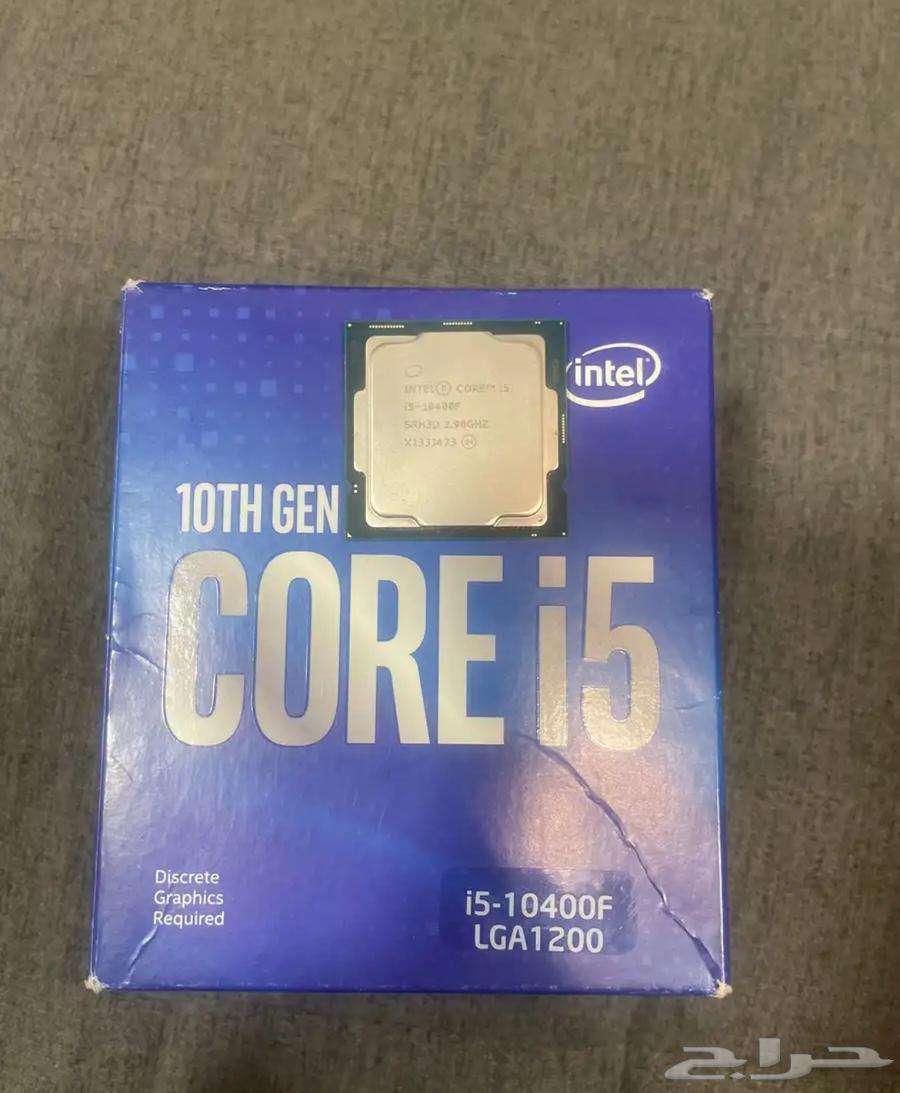 INTEL® CORE™ i5
i5-10400F
SRH3D 2.90GHZ
intel
10TH GEN
CORE i5
Discrete
Graphics
Required
i5-10400F
LGA1200
حراج